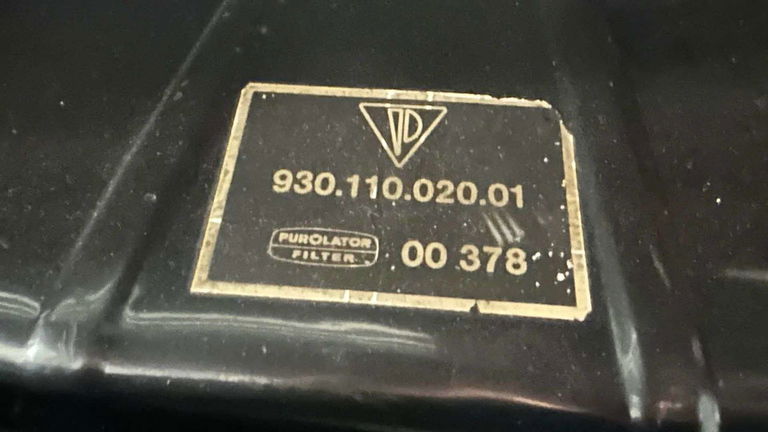 930.110.020.01
PUROLATOR
FILTER
00 378